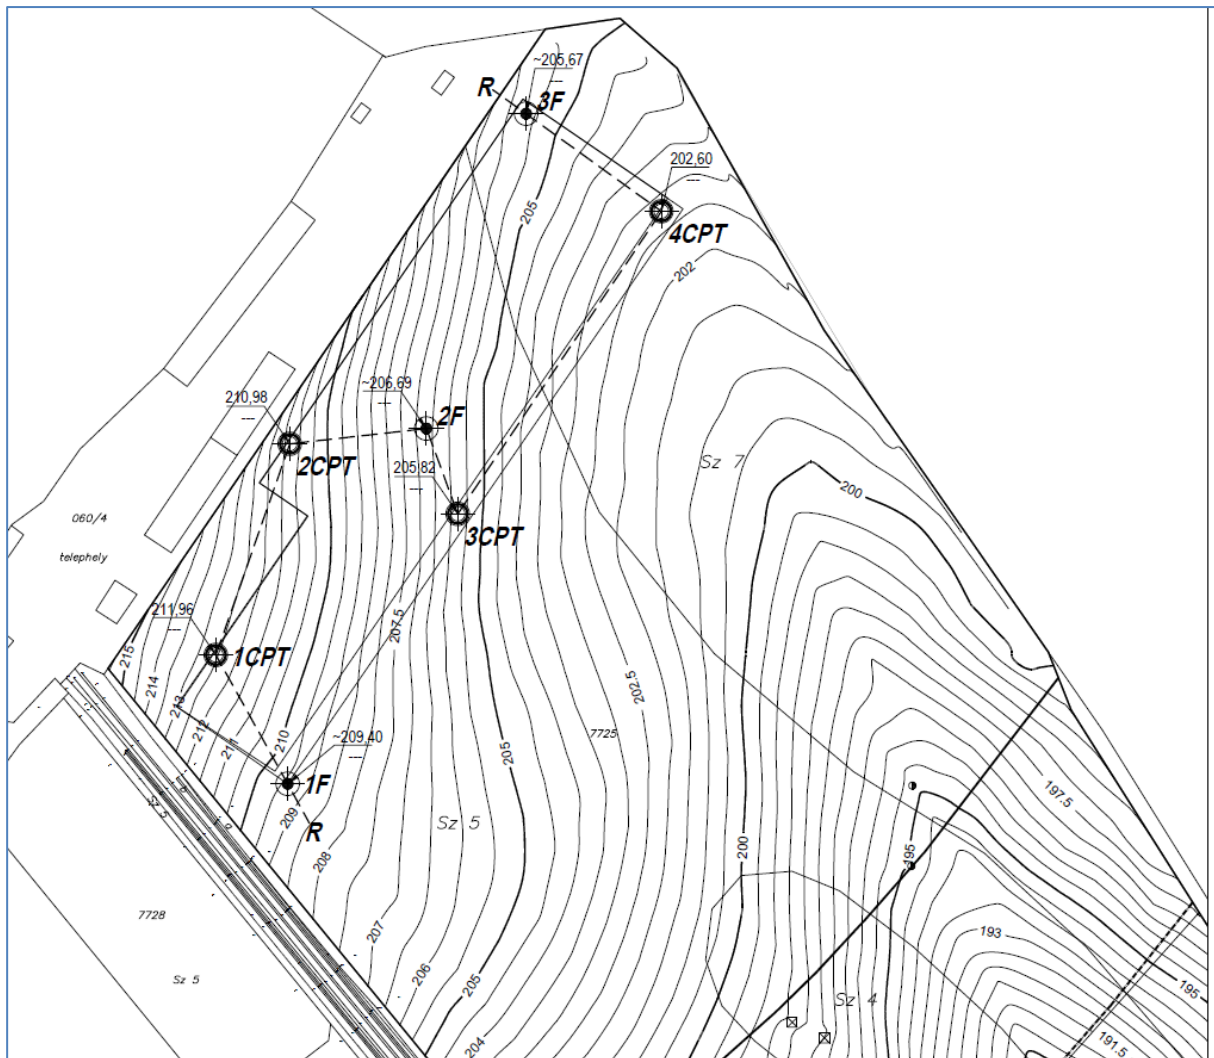 ~205,67
---
R
3F
202,60
---
4CPT
205
202
~206,69
---
210,98
---
2F
2CPT
205,82
---
3CPT
Sz 7
200
060/4
telephely
211,96
---
1CPT
207.5
215
214
213
212
211
210
202.5
7725
~209,40
---
1F
209
R
208
205
Sz 5
200
195
197.5
7728
Sz 5
207
206
205
204
193
195
Sz 4
191.5